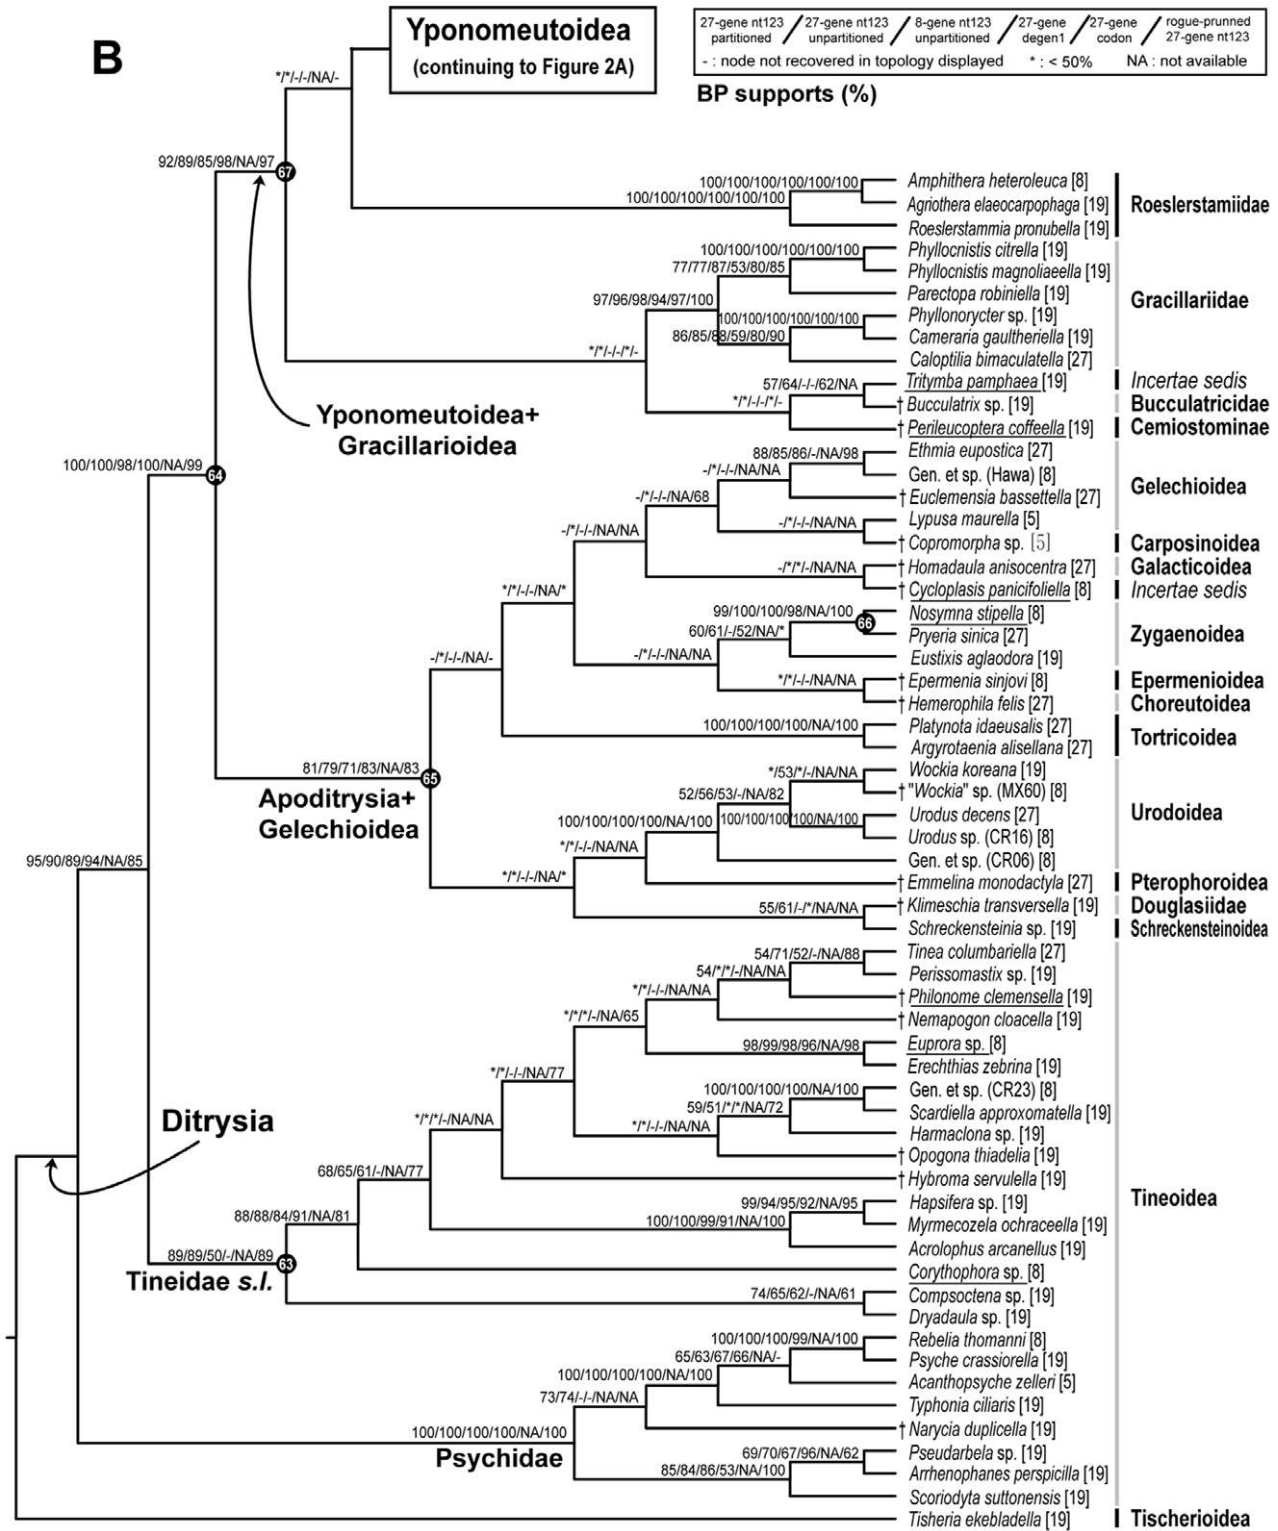 B
Yponomeutoidea
(continuing to Figure 2A)
27-gene nt123 partitioned / 27-gene nt123 unpartitioned / 8-gene nt123 unpartitioned / 27-gene degen1 / 27-gene codon / rogue-pruned 27-gene nt123
- : node not recovered in topology displayed * : < 50% NA : not available
BP supports (%)
*/*/-/-/NA/-
92/89/85/98/NA/97
67
100/100/100/100/100/100
Amphithera heteroleuca [8]
100/100/100/100/100/100
Agriothera elaeocarpophaga [19]
Roeslerstamiidae
Roeslerstammia pronubella [19]
100/100/100/100/100/100
Phyllocnistis citrella [19]
77/77/87/53/80/85
Phyllocnistis magnoliaeella [19]
97/96/98/94/97/100
Parectopa robiniella [19]
Gracillariidae
100/100/100/100/100/100
Phyllonorycter sp. [19]
86/85/88/59/80/90
Cameraria gaultheriella [19]
*/*/-/-/*/-
Caloptilia bimaculatella [27]
57/64/-/-/62/NA
Tritymba pamphaea [19]
Incertae sedis
*/*/-/-/*/-
† Bucculatrix sp. [19]
Bucculatricidae
† Perileucoptera coffeella [19]
Cemiostominae
Yponomeutoidea+
Gracillarioidea
100/100/98/100/NA/99
64
88/85/86/-/NA/98
Ethmia eupostica [27]
-/*/-/-/NA/NA
Gen. et sp. (Hawa) [8]
Gelechioidea
-/*/-/-/NA/68
† Euclemensia bassettella [27]
-/*/-/-/NA/NA
-/*/-/-/NA/NA
Lypusa maurella [5]
† Copromorpha sp. [5]
Carposinoidea
-/*/*/-/NA/NA
† Homadaula anisocentra [27]
Galacticoidea
*/*/-/-/NA/*
† Cycloplasis panicifoliella [8]
Incertae sedis
99/100/100/98/NA/100
66
Nosymna stipella [8]
60/61/-/52/NA/*
Pryeria sinica [27]
Zygaenoidea
-/*/-/-/NA/-
-/*/-/-/NA/NA
Eustixis aglaodora [19]
*/*/-/-/NA/NA
† Epermenia sinjovi [8]
Epermenioidea
† Hemerophila felis [27]
Choreutoidea
100/100/100/100/NA/100
Platynota idaeusalis [27]
Argyrotaenia alisellana [27]
Tortricoidea
81/79/71/83/NA/83
65
Apoditrysia+
Gelechioidea
*/53/*/-/NA/NA
Wockia koreana [19]
52/56/53/-/NA/82
† "Wockia" sp. (MX60) [8]
100/100/100/100/NA/100
100/100/100/100/NA/100
Urodus decens [27]
Urodoidea
*/*/-/-/NA/NA
Urodus sp. (CR16) [8]
*/*/-/-/NA/*
Gen. et sp. (CR06) [8]
† Emmelina monodactyla [27]
Pterophoroidea
55/61/-/*/NA/NA
† Klimeschia transversella [19]
Douglasiidae
Schreckensteinia sp. [19]
Schreckensteinoidea
95/90/89/94/NA/85
54/71/52/-/NA/88
Tinea columbariella [27]
54/*/*/-/NA/NA
Perissomastix sp. [19]
*/*/-/-/NA/NA
† Philonome clemensella [19]
*/*/*/-/NA/65
† Nemapogon cloacella [19]
98/99/98/96/NA/98
Euprora sp. [8]
*/*/-/-/NA/77
Erechthias zebrina [19]
100/100/100/100/NA/100
Gen. et sp. (CR23) [8]
59/51/*/*/NA/72
Scardiella approxomatella [19]
*/*/*/-/NA/NA
*/*/-/-/NA/NA
Harmaclona sp. [19]
Ditrysia
† Opogona thiadelia [19]
68/65/61/-/NA/77
† Hybroma servulella [19]
Tineoidea
99/94/95/92/NA/95
Hapsifera sp. [19]
88/88/84/91/NA/81
100/100/99/91/NA/100
Myrmecozela ochraceella [19]
Acrolophus arcanellus [19]
89/89/50/-/NA/89
63
Tineidae s.l.
Corythophora sp. [8]
74/65/62/-/NA/61
Compsoctena sp. [19]
Dryadaula sp. [19]
100/100/100/99/NA/100
Rebelia thomanni [8]
65/63/67/66/NA/-
Psyche crassiorella [19]
100/100/100/100/NA/100
Acanthopsyche zelleri [5]
73/74/-/-/NA/NA
Typhonia ciliaris [19]
100/100/100/100/NA/100
† Narycia duplicella [19]
Psychidae
69/70/67/96/NA/62
Pseudarbela sp. [19]
85/84/86/53/NA/100
Arrhenophanes perspicilla [19]
Scoriodyta suttonensis [19]
Tisheria ekebladella [19]
Tischerioidea